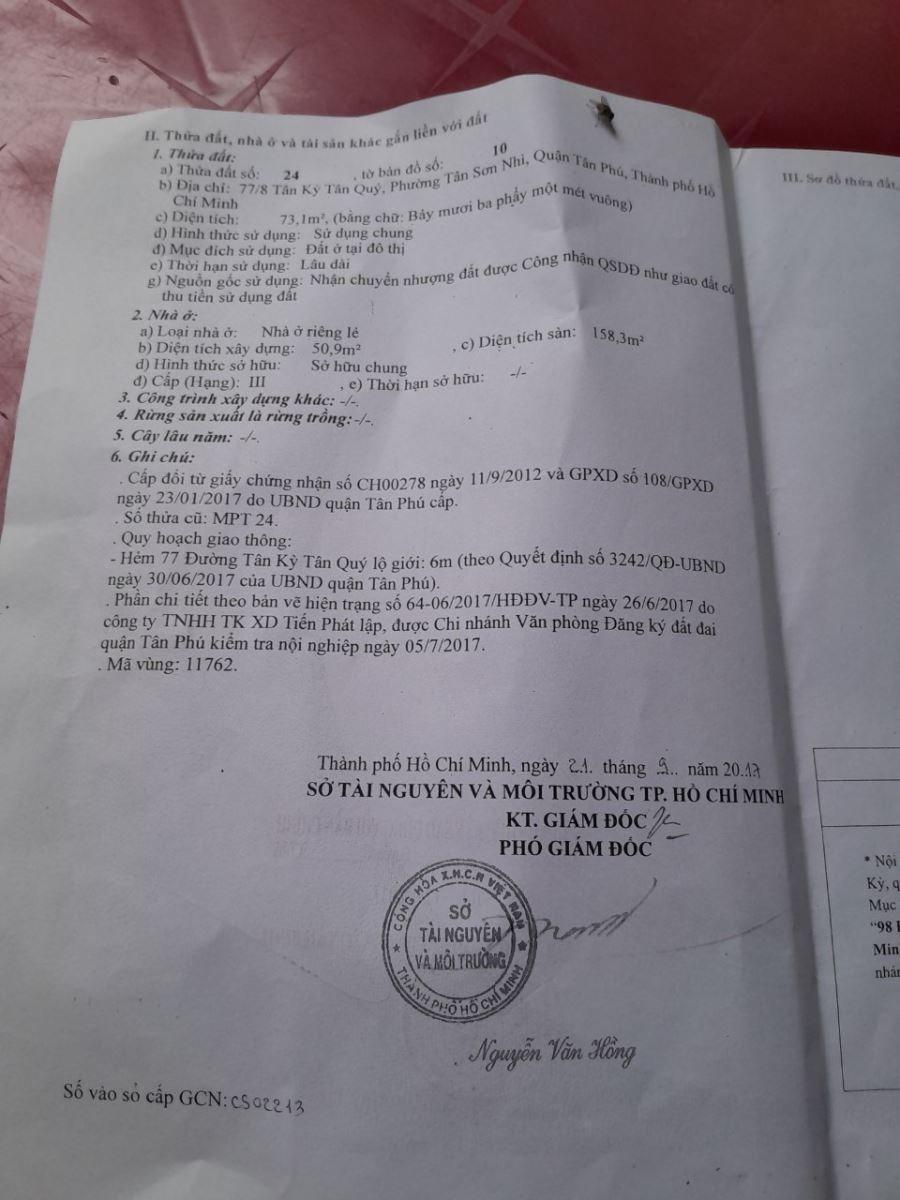 II. Thửa đất, nhà ở và tài sản khác gắn liền với đất
1. Thửa đất:
a) Thửa đất số: 24 , tờ bản đồ số: 10
b) Địa chỉ: 77/8 Tân Kỳ Tân Quý, Phường Tân Sơn Nhì, Quận Tân Phú, Thành phố Hồ
Chí Minh
c) Diện tích: 73,1m², (bằng chữ: Bảy mươi ba phẩy một mét vuông)
d) Hình thức sử dụng: Sử dụng chung
đ) Mục đích sử dụng: Đất ở tại đô thị
e) Thời hạn sử dụng: Lâu dài
g) Nguồn gốc sử dụng: Nhận chuyển nhượng đất được Công nhận QSDĐ như giao đất có
thu tiền sử dụng đất
2. Nhà ở:
a) Loại nhà ở: Nhà ở riêng lẻ
b) Diện tích xây dựng: 50,9m² , c) Diện tích sàn: 158,3m²
d) Hình thức sở hữu: Sở hữu chung
đ) Cấp (Hạng): III , e) Thời hạn sở hữu: -/-
3. Công trình xây dựng khác: -/-.
4. Rừng sản xuất là rừng trồng: -/-.
5. Cây lâu năm: -/-.
6. Ghi chú:
. Cấp đổi từ giấy chứng nhận số CH00278 ngày 11/9/2012 và GPXD số 108/GPXD
ngày 23/01/2017 do UBND quận Tân Phú cấp.
. Số thửa cũ: MPT 24.
. Quy hoạch giao thông:
- Hẻm 77 Đường Tân Kỳ Tân Quý lộ giới: 6m (theo Quyết định số 3242/QĐ-UBND
ngày 30/06/2017 của UBND quận Tân Phú).
. Phần chi tiết theo bản vẽ hiện trạng số 64-06/2017/HĐĐV-TP ngày 26/6/2017 do
công ty TNHH TK XD Tiến Phát lập, được Chi nhánh Văn phòng Đăng ký đất đai
quận Tân Phú kiểm tra nội nghiệp ngày 05/7/2017.
. Mã vùng: 11762.
Thành phố Hồ Chí Minh, ngày 21. tháng 9.. năm 2017
SỞ TÀI NGUYÊN VÀ MÔI TRƯỜNG TP. HỒ CHÍ MINH
KT. GIÁM ĐỐC
PHÓ GIÁM ĐỐC
CỘNG HÒA X.H.C.N VIỆT NAM
SỞ
TÀI NGUYÊN
VÀ MÔI TRƯỜNG
THÀNH PHỐ HỒ CHÍ MINH
Nguyễn Văn Hồng
Số vào sổ cấp GCN: CS02213
III. Sơ đồ thửa đất,
* Nội
Kỳ, q
Mục
“98
Min
nhán